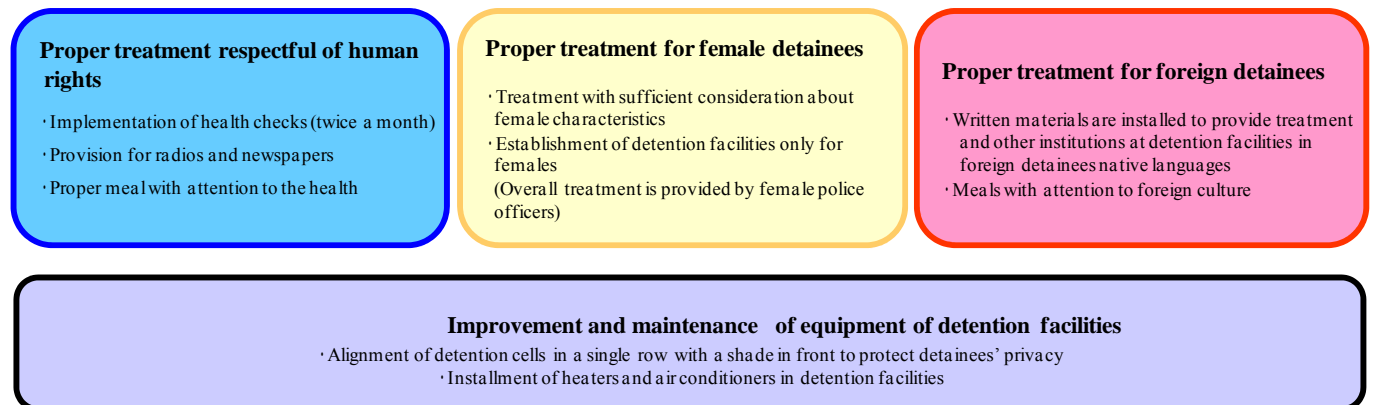 Proper treatment respectful of human
rights
･Implementation of health checks (twice a month)
･Provision for radios and newspapers
･Proper meal with attention to the health
Proper treatment for female detainees
･Treatment with sufficient consideration about
female characteristics
･Establishment of detention facilities only for
females
(Overall treatment is provided by female police
officers)
Proper treatment for foreign detainees
･Written materials are installed to provide treatment
and other institutions at detention facilities in
foreign detainees native languages
･Meals with attention to foreign culture
Improvement and maintenance of equipment of detention facilities
･Alignment of detention cells in a single row with a shade in front to protect detainees’ privacy
･Installment of heaters and air conditioners in detention facilities